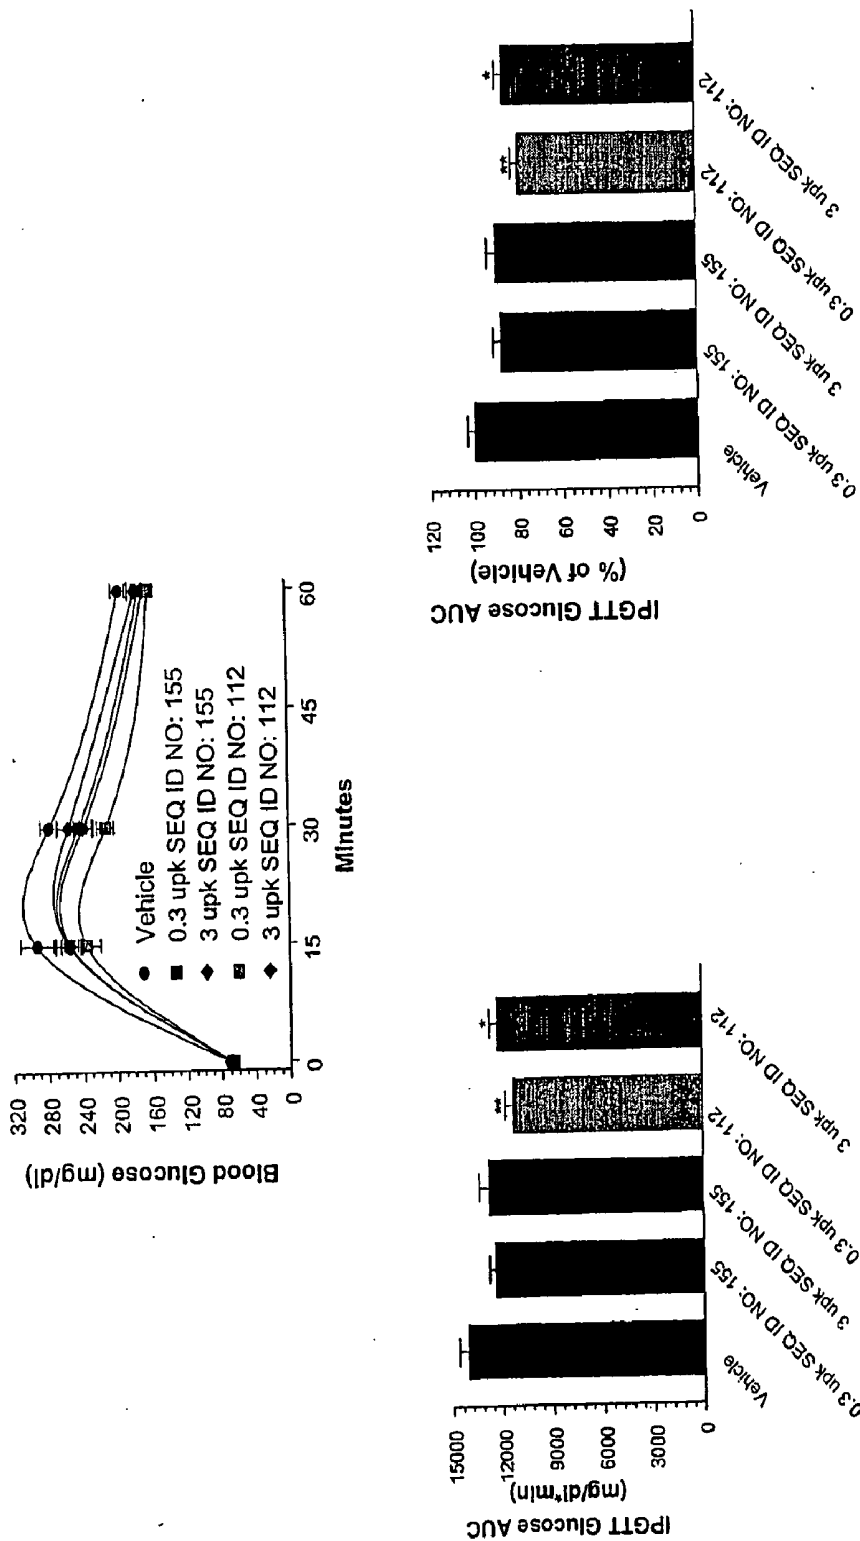 Blood Glucose (mg/dl)
320
280
240
200
160
120
80
40
0
0
15
30
45
60
Minutes
Vehicle
0.3 upk SEQ ID NO: 155
3 upk SEQ ID NO: 155
0.3 upk SEQ ID NO: 112
3 upk SEQ ID NO: 112
IPGTT Glucose AUC
(mg/dl*min)
15000
12000
9000
6000
3000
0
**
*
Vehicle
0.3 upk SEQ ID NO: 155
3 upk SEQ ID NO: 155
0.3 upk SEQ ID NO: 112
3 upk SEQ ID NO: 112
IPGTT Glucose AUC
(% of Vehicle)
120
100
80
60
40
20
0
**
*
Vehicle
0.3 upk SEQ ID NO: 155
3 upk SEQ ID NO: 155
0.3 upk SEQ ID NO: 112
3 upk SEQ ID NO: 112